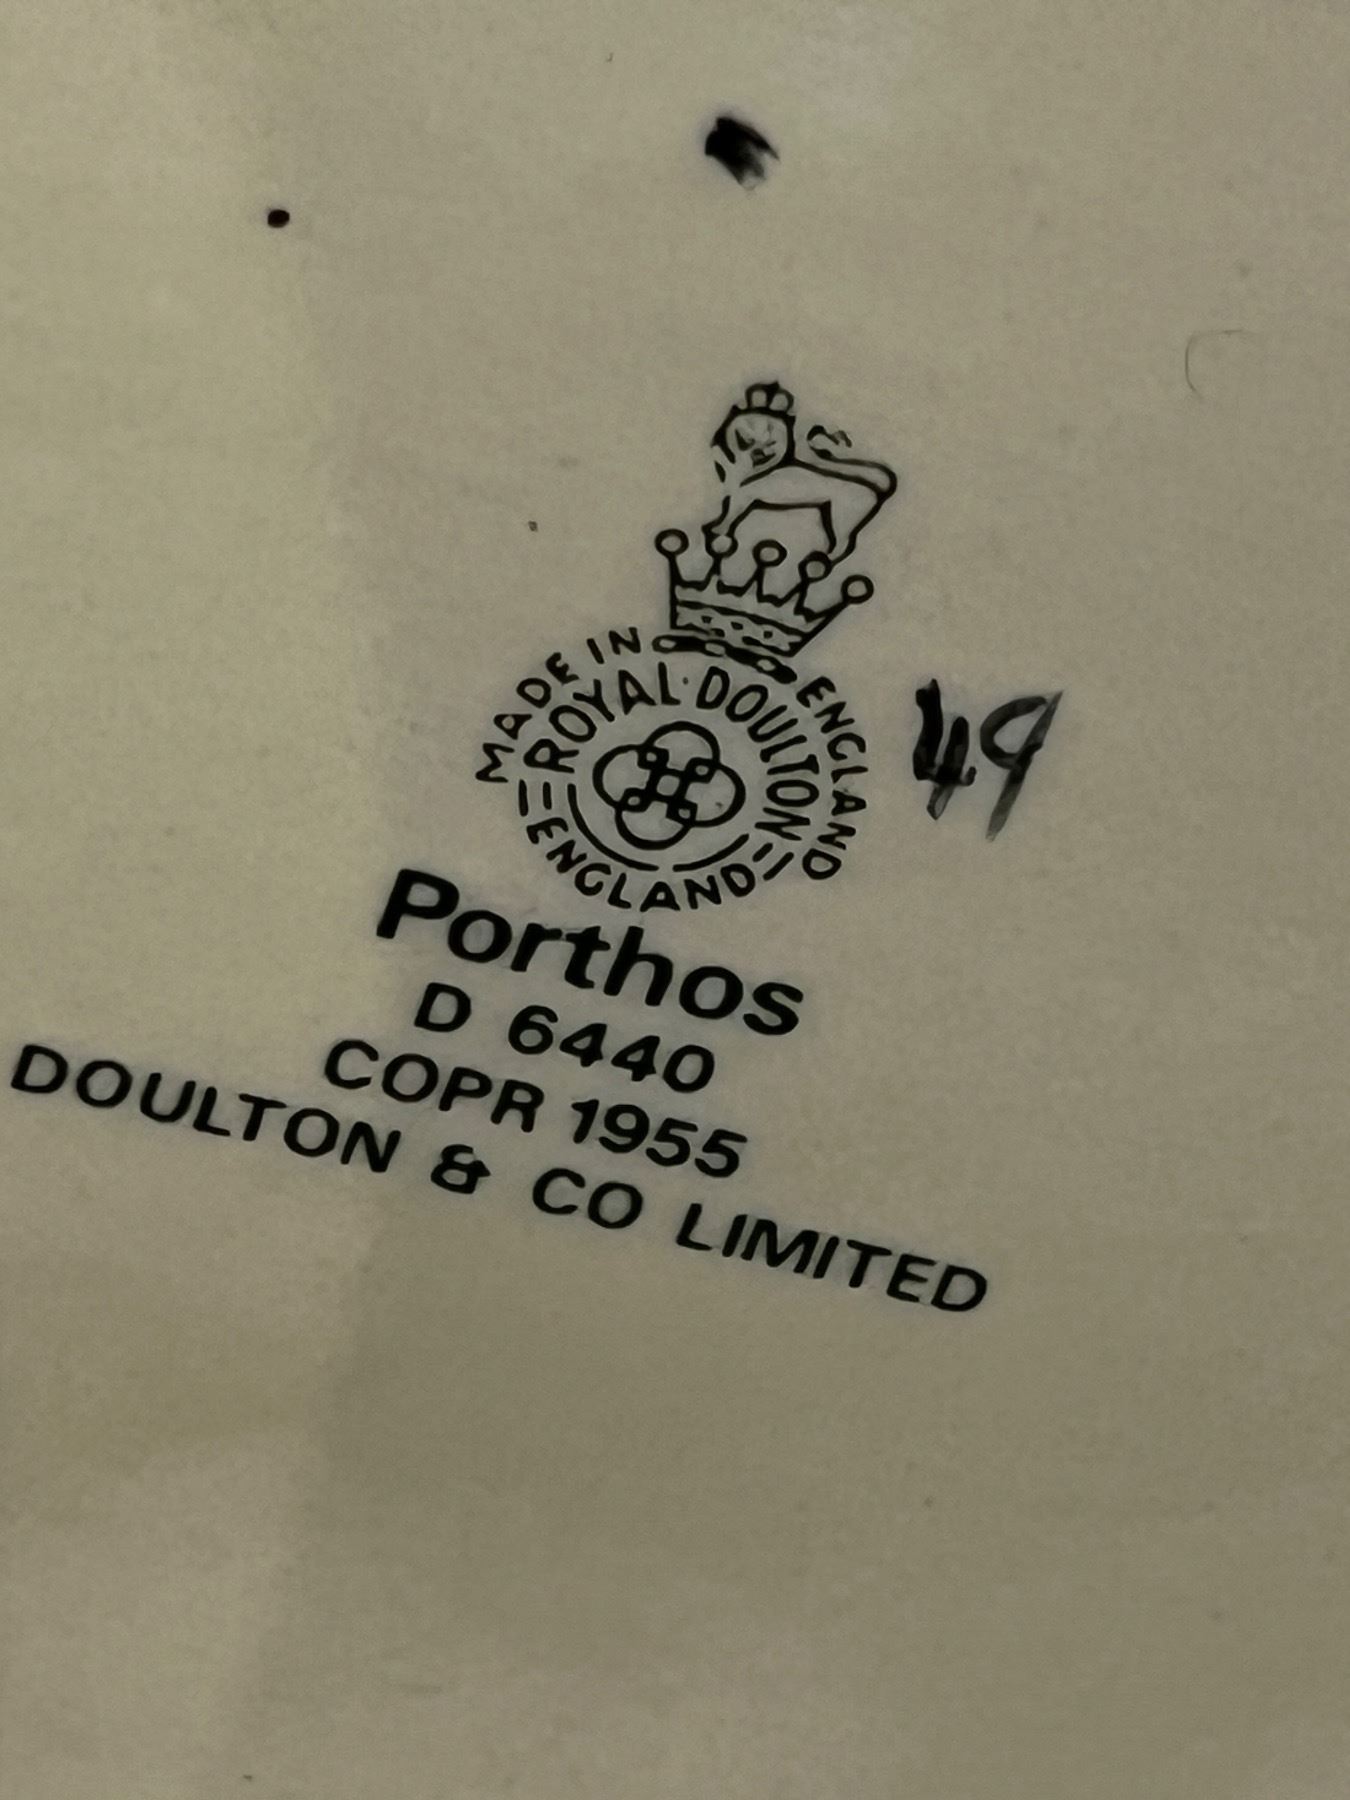 MADE IN ENGLAND
ROYAL·DOULTON
ENGLAND
49
Porthos
D 6440
COPR 1955
DOULTON & CO LIMITED